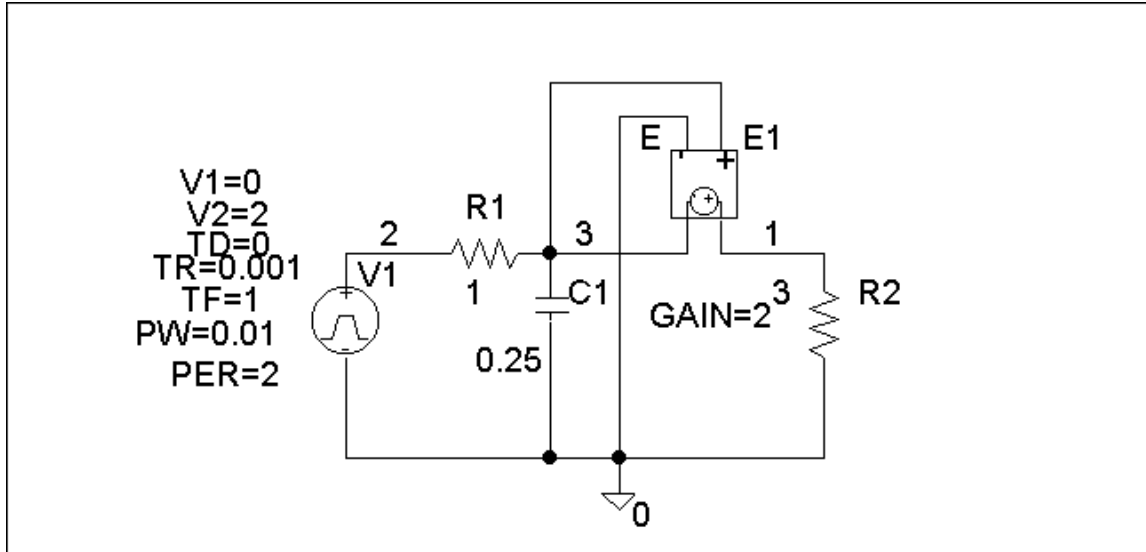 E E1
V1=0
V2=2
TD=0
TR=0.001
TF=1
PW=0.01
PER=2
V1
2
R1
1
3
C1
0.25
1
GAIN=2
3
R2
0